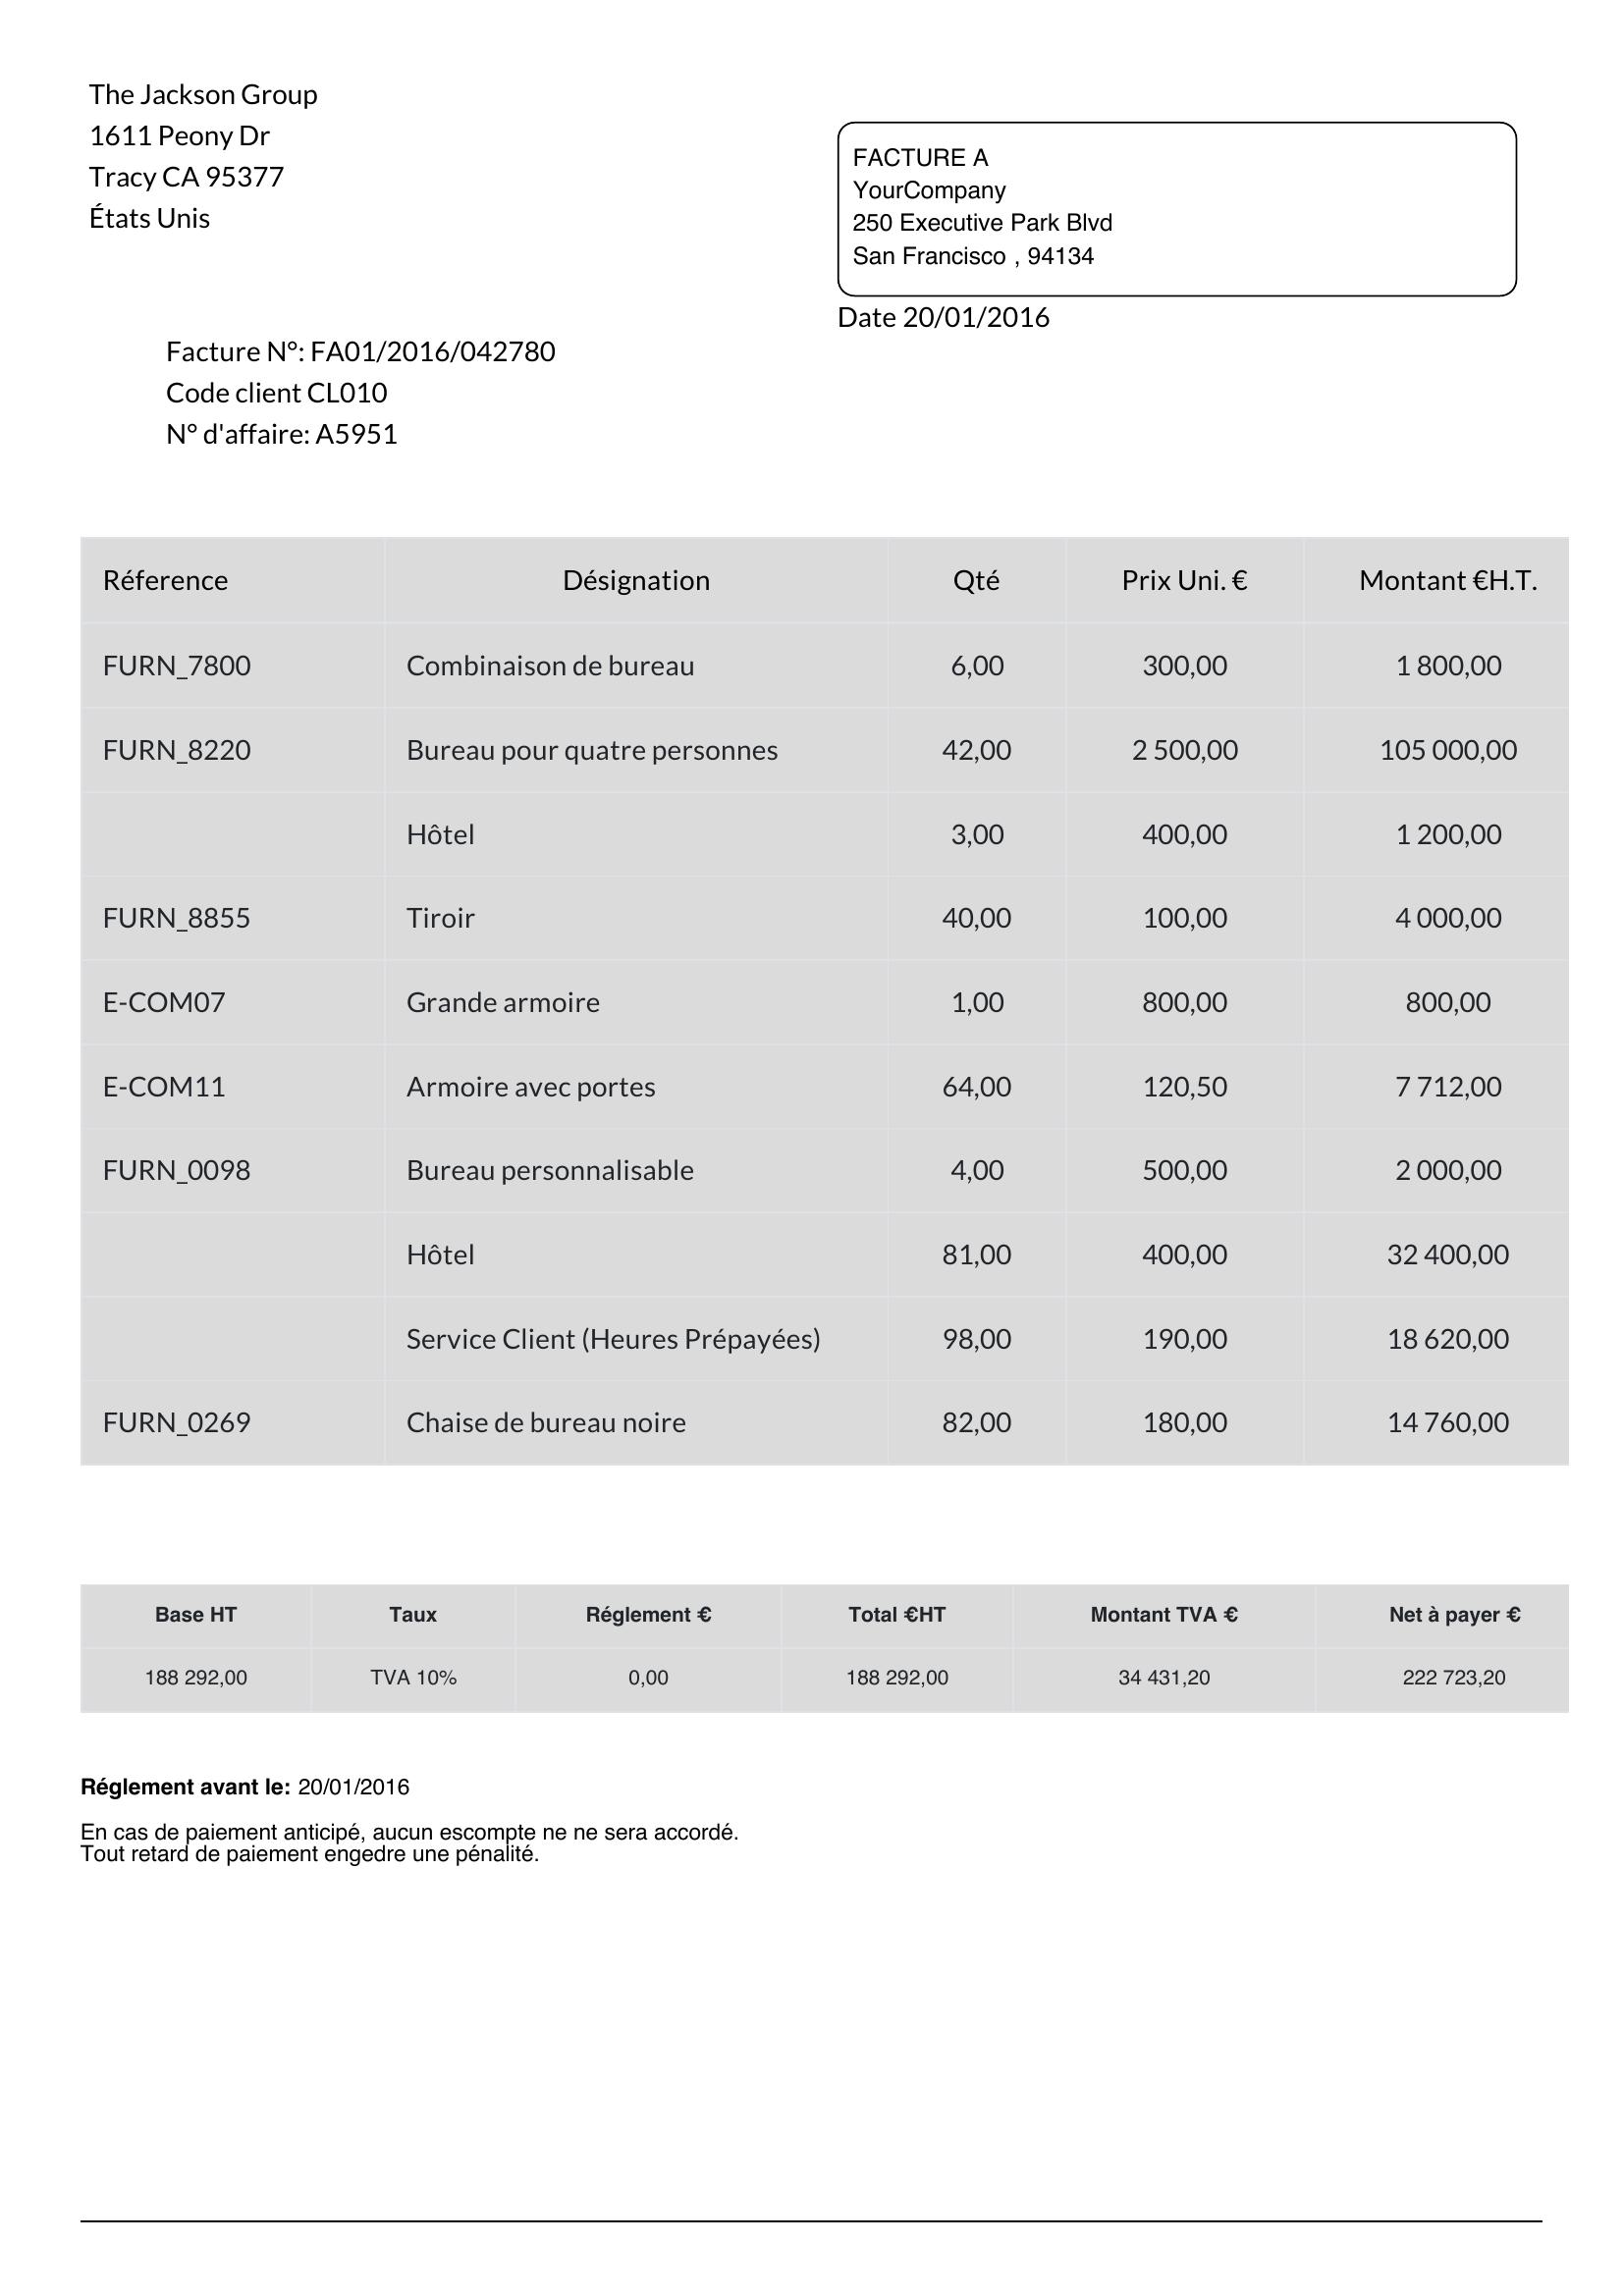 The Jackson Group
1611 Peony Dr
Tracy CA 95377
États Unis
FACTURE A
YourCompany
250 Executive Park Blvd
San Francisco , 94134
Date 20/01/2016
Facture N°: FA01/2016/042780
Code client CL010
N° d'affaire: A5951
Réference Désignation Qté Prix Uni. € Montant €H.T.
FURN_7800 Combinaison de bureau 6,00 300,00 1 800,00
FURN_8220 Bureau pour quatre personnes 42,00 2 500,00 105 000,00
Hôtel 3,00 400,00 1 200,00
FURN_8855 Tiroir 40,00 100,00 4 000,00
E-COM07 Grande armoire 1,00 800,00 800,00
E-COM11 Armoire avec portes 64,00 120,50 7 712,00
FURN_0098 Bureau personnalisable 4,00 500,00 2 000,00
Hôtel 81,00 400,00 32 400,00
Service Client (Heures Prépayées) 98,00 190,00 18 620,00
FURN_0269 Chaise de bureau noire 82,00 180,00 14 760,00
Base HT Taux Réglement € Total €HT Montant TVA € Net à payer €
188 292,00 TVA 10% 0,00 188 292,00 34 431,20 222 723,20
Réglement avant le: 20/01/2016
En cas de paiement anticipé, aucun escompte ne ne sera accordé.
Tout retard de paiement engedre une pénalité.